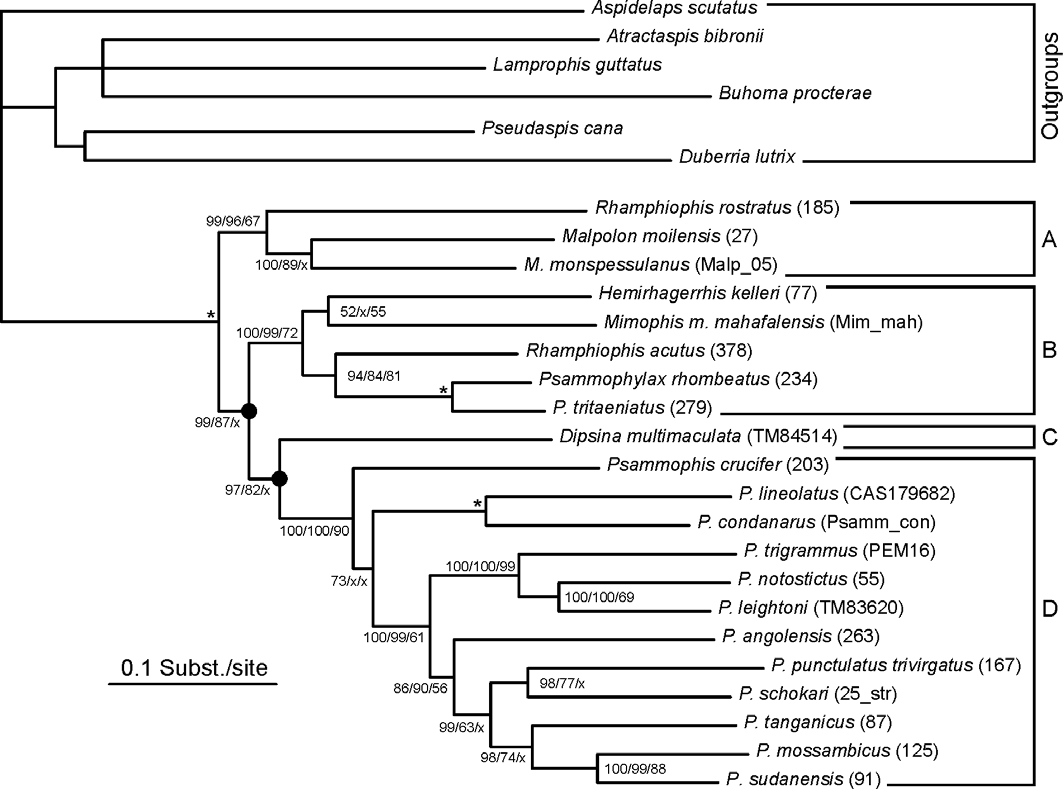 Aspidelaps scutatus
Atractaspis bibronii
Lamprophis guttatus
Buhoma procterae
Pseudaspis cana
Duberria lutrix
Outgroups
99/96/67
Rhamphiophis rostratus (185)
Malpolon moilensis (27)
100/89/x
M. monspessulanus (Malp_05)
A
*
Hemirhagerrhis kelleri (77)
52/x/55
Mimophis m. mahafalensis (Mim_mah)
100/99/72
Rhamphiophis acutus (378)
94/84/81
Psammophylax rhombeatus (234)
*
P. tritaeniatus (279)
B
99/87/x
Dipsina multimaculata (TM84514)
C
97/82/x
Psammophis crucifer (203)
P. lineolatus (CAS179682)
*
P. condanarus (Psamm_con)
100/100/90
P. trigrammus (PEM16)
100/100/99
73/x/x
P. notostictus (55)
100/100/69
P. leightoni (TM83620)
D
100/99/61
P. angolensis (263)
0.1 Subst./site
P. punctulatus trivirgatus (167)
98/77/x
86/90/56
P. schokari (25_str)
99/63/x
P. tanganicus (87)
98/74/x
P. mossambicus (125)
100/99/88
P. sudanensis (91)